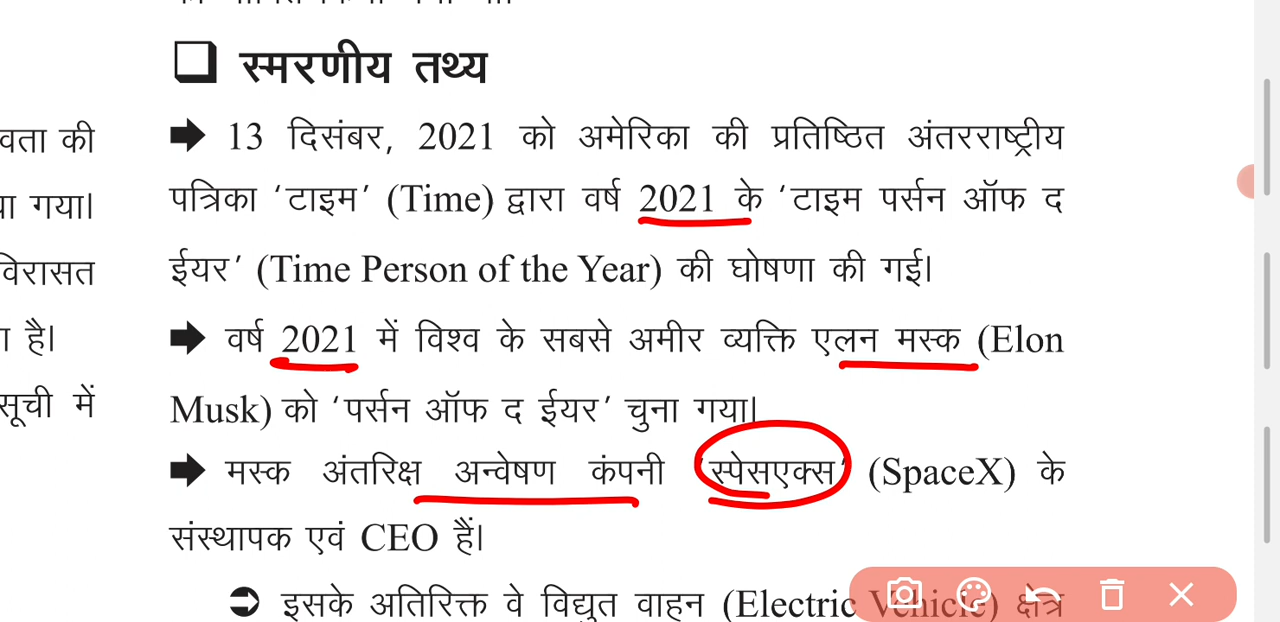 ❑ स्मरणीय तथ्य
वता की
➡ 13 दिसंबर, 2021 को अमेरिका की प्रतिष्ठित अंतरराष्ट्रीय
गया।
पत्रिका ‘टाइम’ (Time) द्वारा वर्ष 2021 के ‘टाइम पर्सन ऑफ द
विरासत
ईयर’ (Time Person of the Year) की घोषणा की गई।
है।
➡ वर्ष 2021 में विश्व के सबसे अमीर व्यक्ति एलन मस्क (Elon
सूची में
Musk) को ‘पर्सन ऑफ द ईयर’ चुना गया।
➡ मस्क अंतरिक्ष अन्वेषण कंपनी ‘स्पेसएक्स’ (SpaceX) के
संस्थापक एवं CEO हैं।
➲ इसके अतिरिक्त वे विद्युत वाहन (Electric Vehicle) क्षेत्र